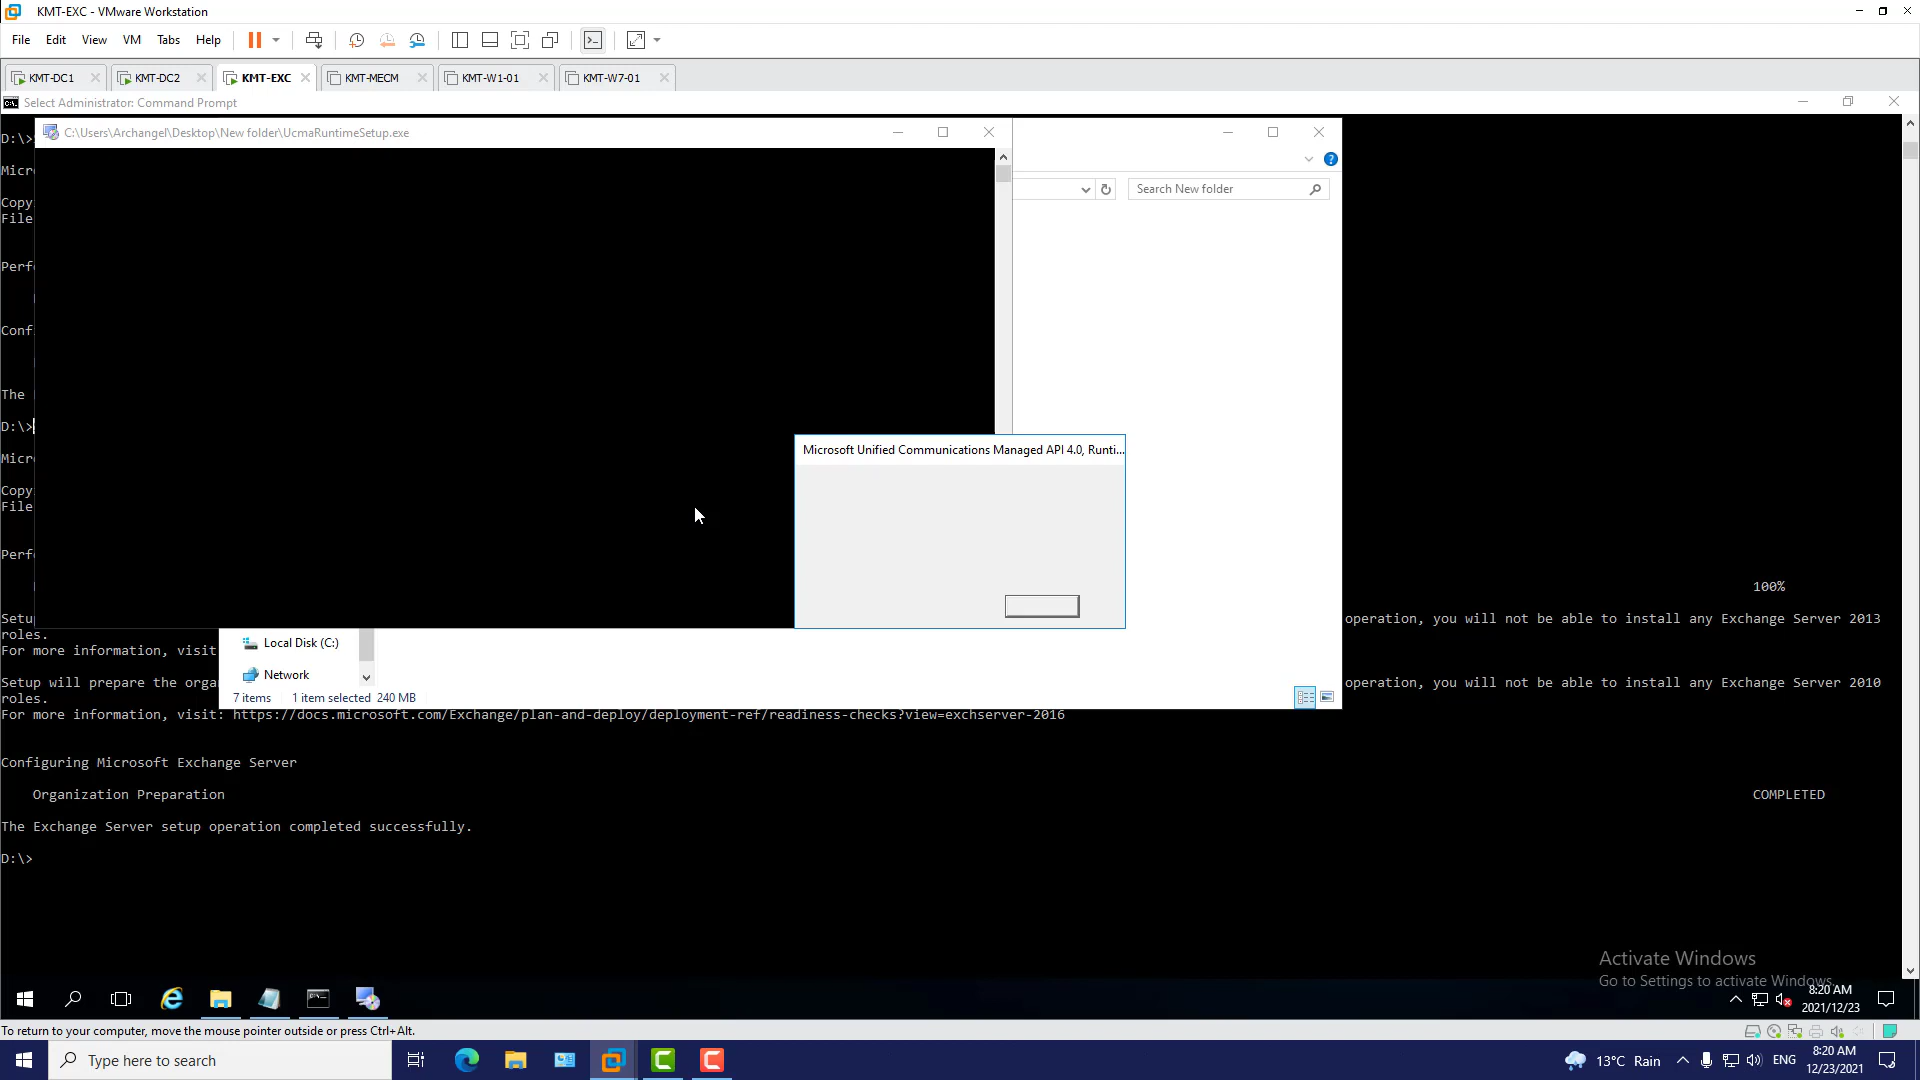 KMT-EXC - VMware Workstation
File Edit View VM Tabs Help
KMT-DC1 KMT-DC2 KMT-EXC KMT-MECM KMT-W1-01 KMT-W7-01
Select Administrator: Command Prompt
C:\Users\Archangel\Desktop\New folder\UcmaRuntimeSetup.exe
D:\>
Micr
Search New folder
Copy
File
Perf
Conf
The
D:\>
Microsoft Unified Communications Managed API 4.0, Runti...
Micr
Copy
File
Perf
100%
Setu
operation, you will not be able to install any Exchange Server 2013
roles.
Local Disk (C:)
For more information, visit
Network
Setup will prepare the orga
operation, you will not be able to install any Exchange Server 2010
roles.
7 items 1 item selected 240 MB
For more information, visit: https://docs.microsoft.com/Exchange/plan-and-deploy/deployment-ref/readiness-checks?view=exchserver-2016
Configuring Microsoft Exchange Server
Organization Preparation COMPLETED
The Exchange Server setup operation completed successfully.
D:\>
Activate Windows
Go to Settings to activate Windows.
8:20 AM
2021/12/23
To return to your computer, move the mouse pointer outside or press Ctrl+Alt.
Type here to search
13°C Rain
ENG
8:20 AM
12/23/2021